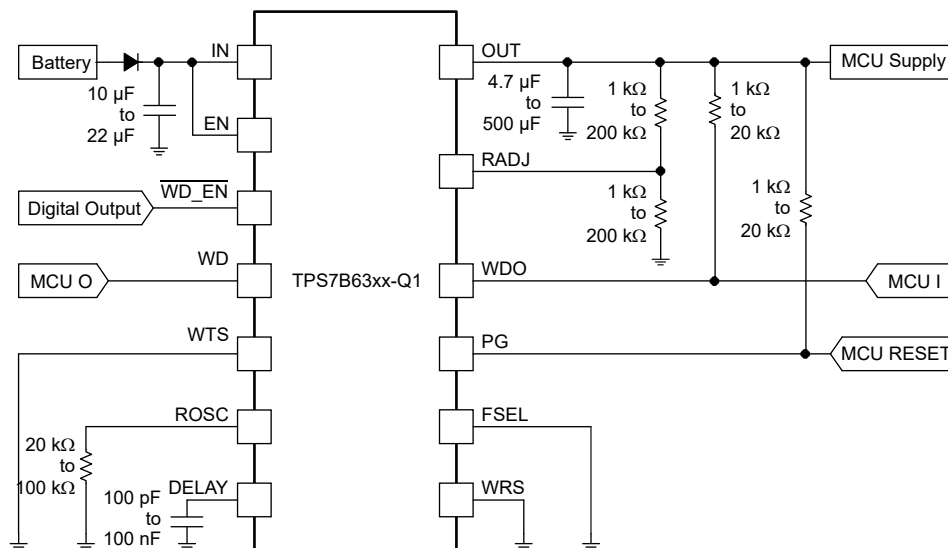 Battery
10 µF
to
22 µF
IN
EN
WD_EN
Digital Output
WD
MCU O
WTS
ROSC
20 kΩ
to
100 kΩ
DELAY
100 pF
to
100 nF
TPS7B63xx-Q1
OUT
4.7 µF
to
500 µF
1 kΩ
to
200 kΩ
1 kΩ
to
20 kΩ
MCU Supply
RADJ
1 kΩ
to
200 kΩ
1 kΩ
to
20 kΩ
WDO
MCU I
PG
MCU RESET
FSEL
WRS